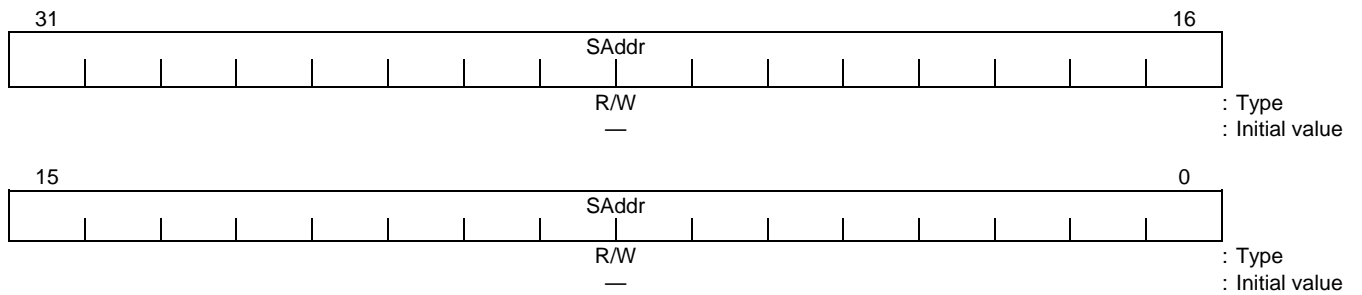 31 16
SAddr
R/W : Type
— : Initial value
15 0
SAddr
R/W : Type
— : Initial value